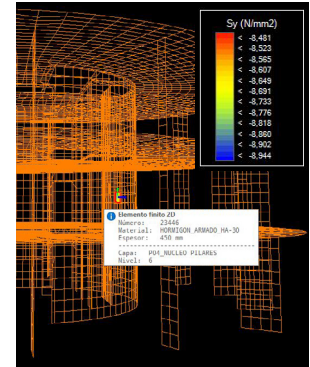 Sy (N/mm2)
< -8,481
< -8,523
< -8,565
< -8,607
< -8,649
< -8,691
< -8,733
< -8,776
< -8,818
< -8,860
< -8,902
< -8,944
Elemento finito 2D
Número: 23446
Material: HORMIGON ARMADO HA-30
Espesor: 450 mm
Capa: P04_NUCLEO PILARES
Nivel: 6